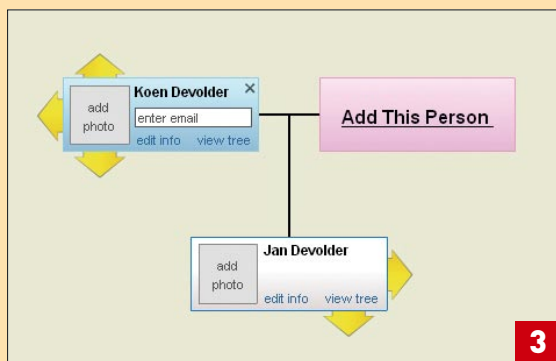 Koen Devolder ×
add photo
enter email
edit info view tree
Add This Person
Jan Devolder
add photo
edit info view tree
3